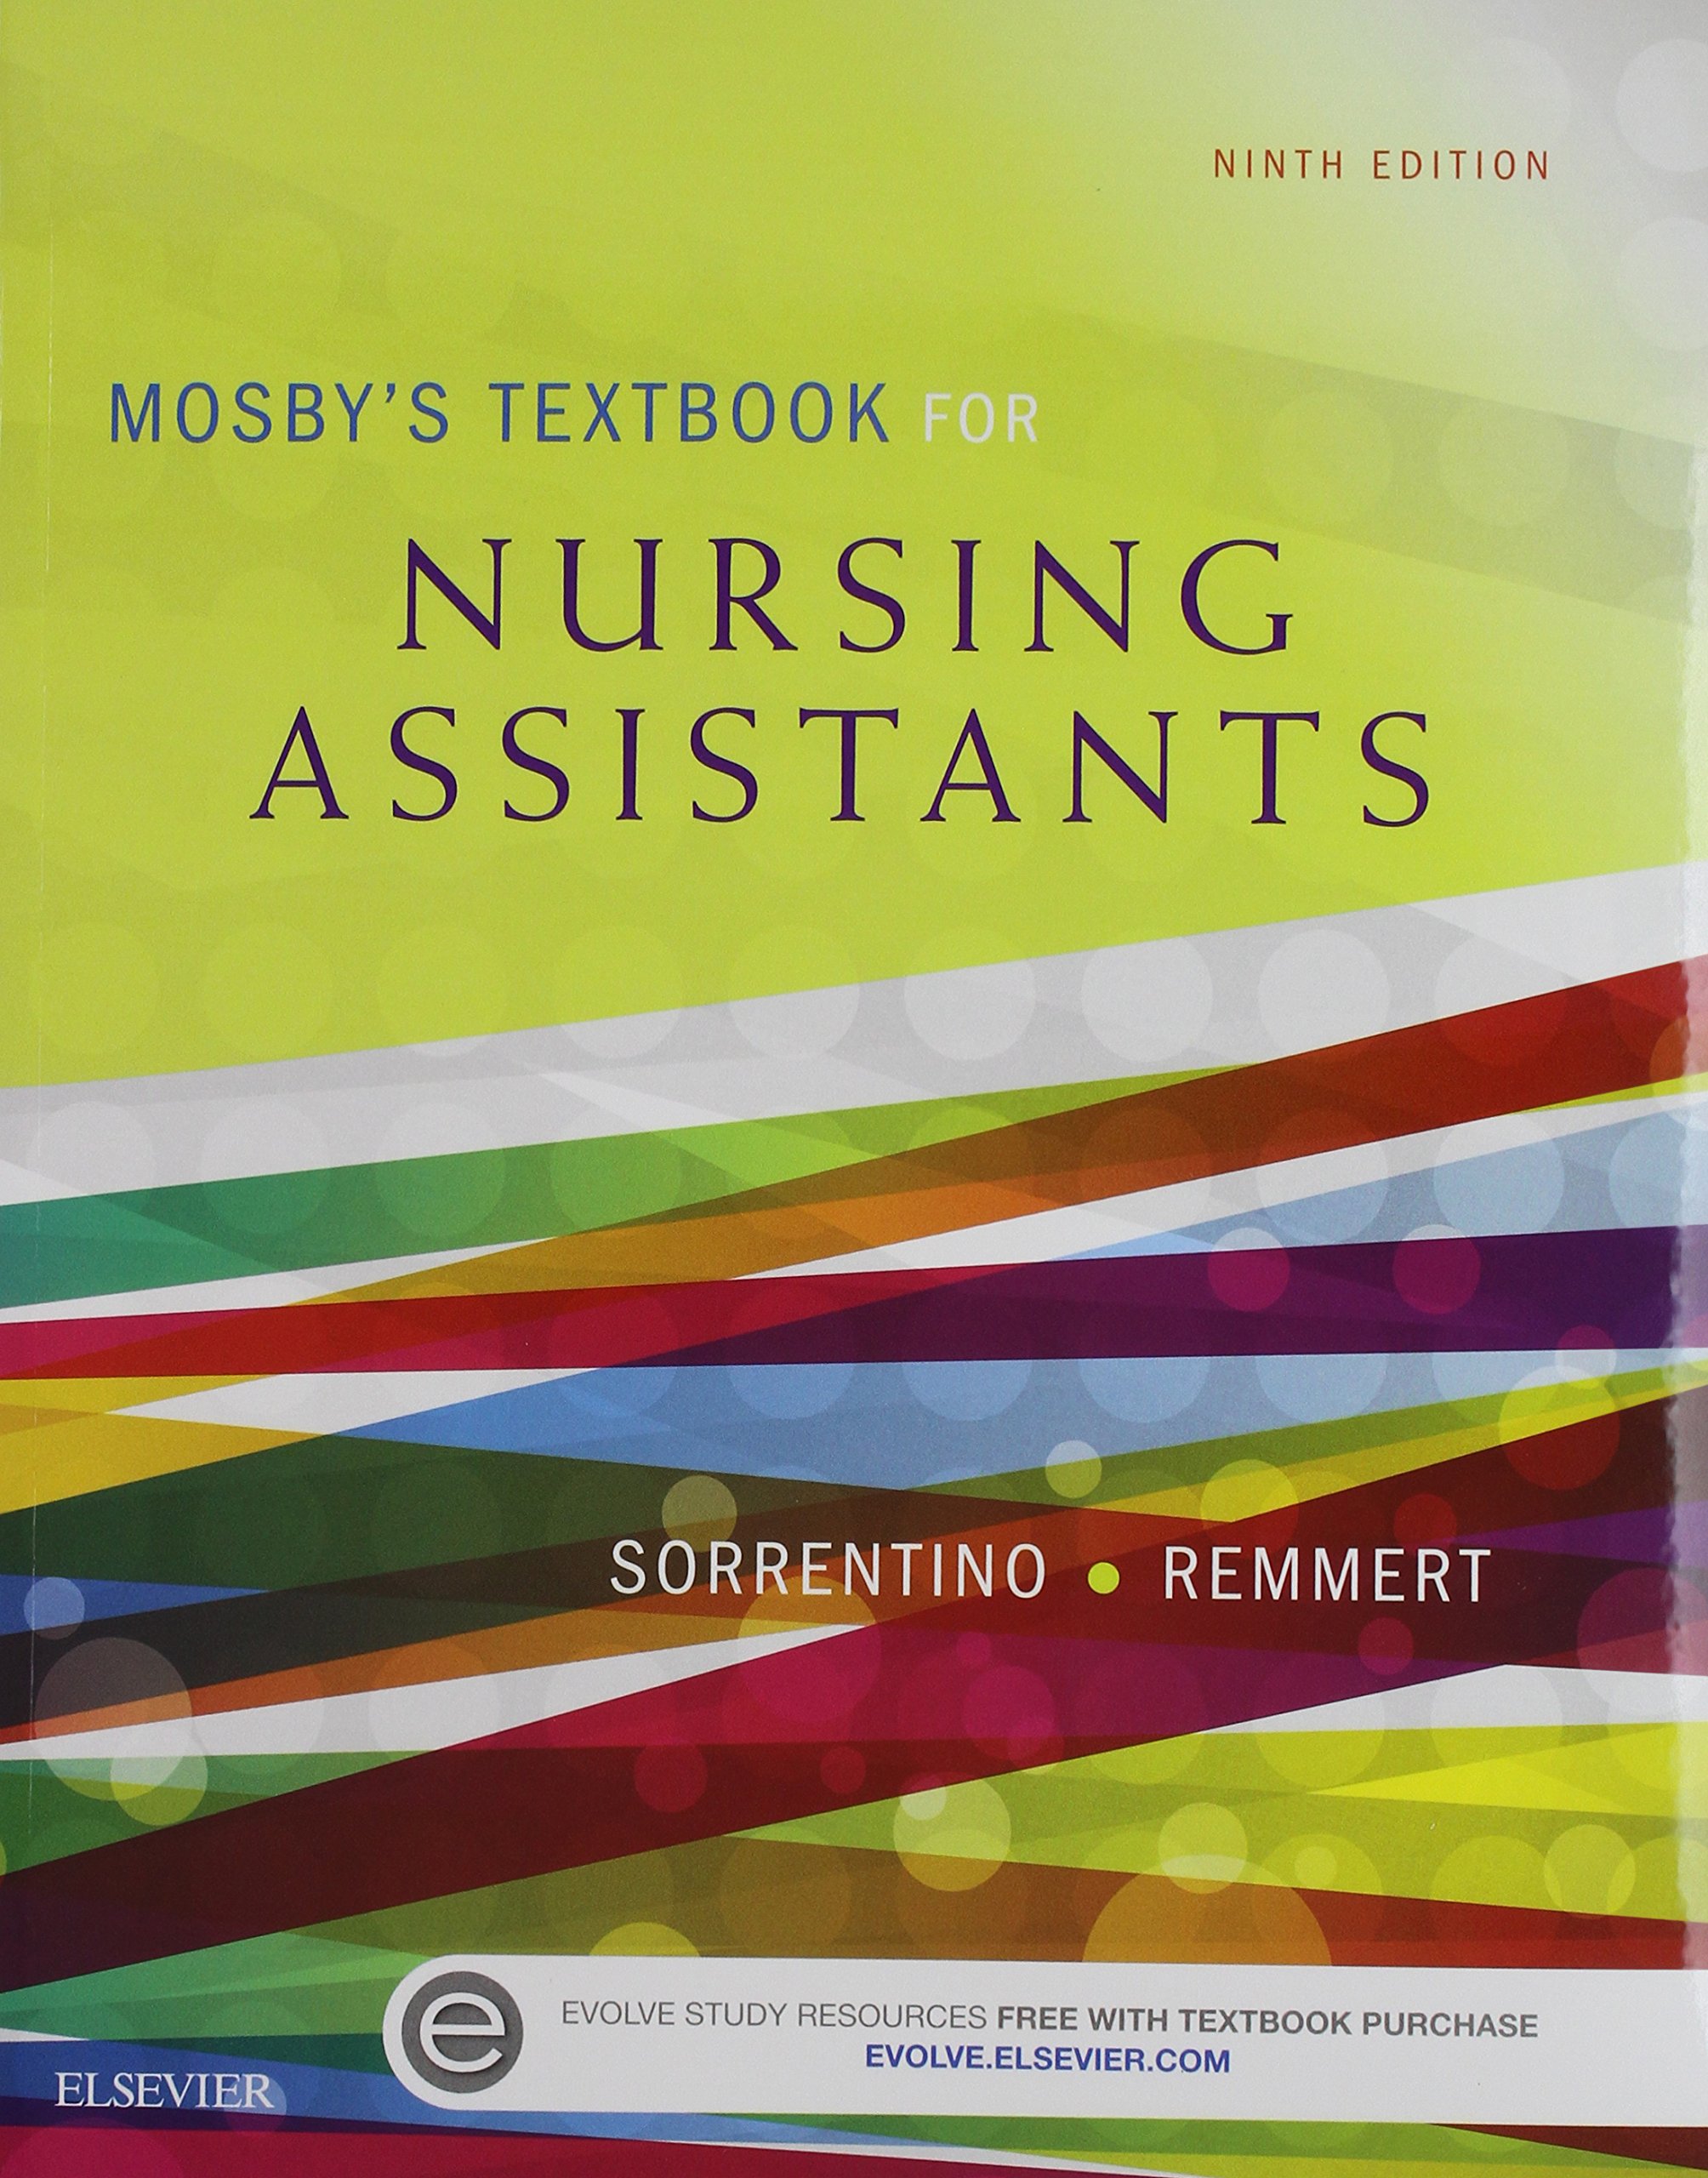 NINTH EDITION
MOSBY'S TEXTBOOK FOR
NURSING
ASSISTANTS
SORRENTINO • REMMERT
e
EVOLVE STUDY RESOURCES FREE WITH TEXTBOOK PURCHASE
EVOLVE.ELSEVIER.COM
ELSEVIER